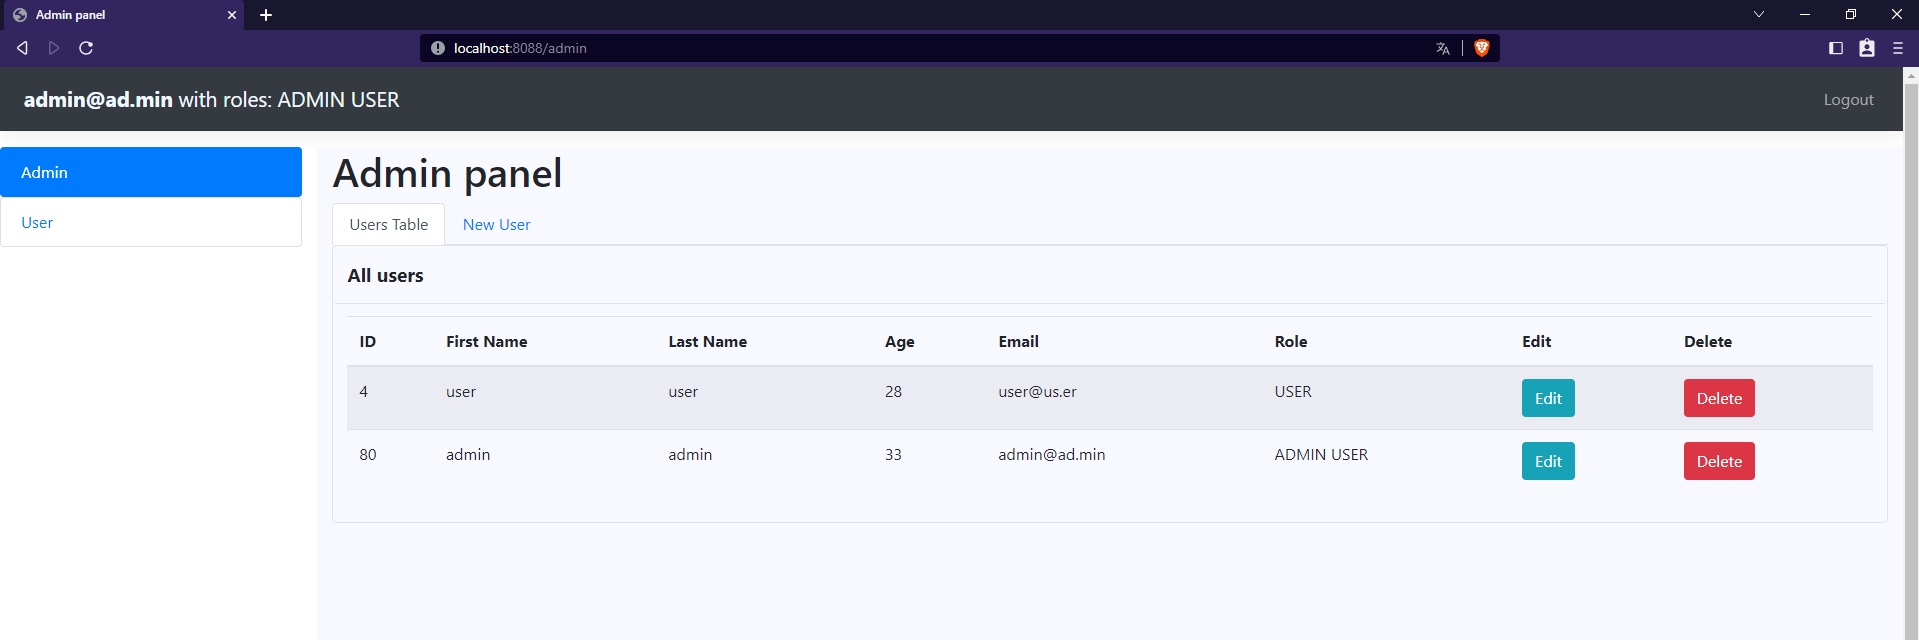 Admin panel
localhost:8088/admin
admin@ad.min with roles: ADMIN USER
Logout
Admin
User
Admin panel
Users Table
New User
All users
ID First Name Last Name Age Email Role Edit Delete
4 user user 28 user@us.er USER Edit Delete
80 admin admin 33 admin@ad.min ADMIN USER Edit Delete